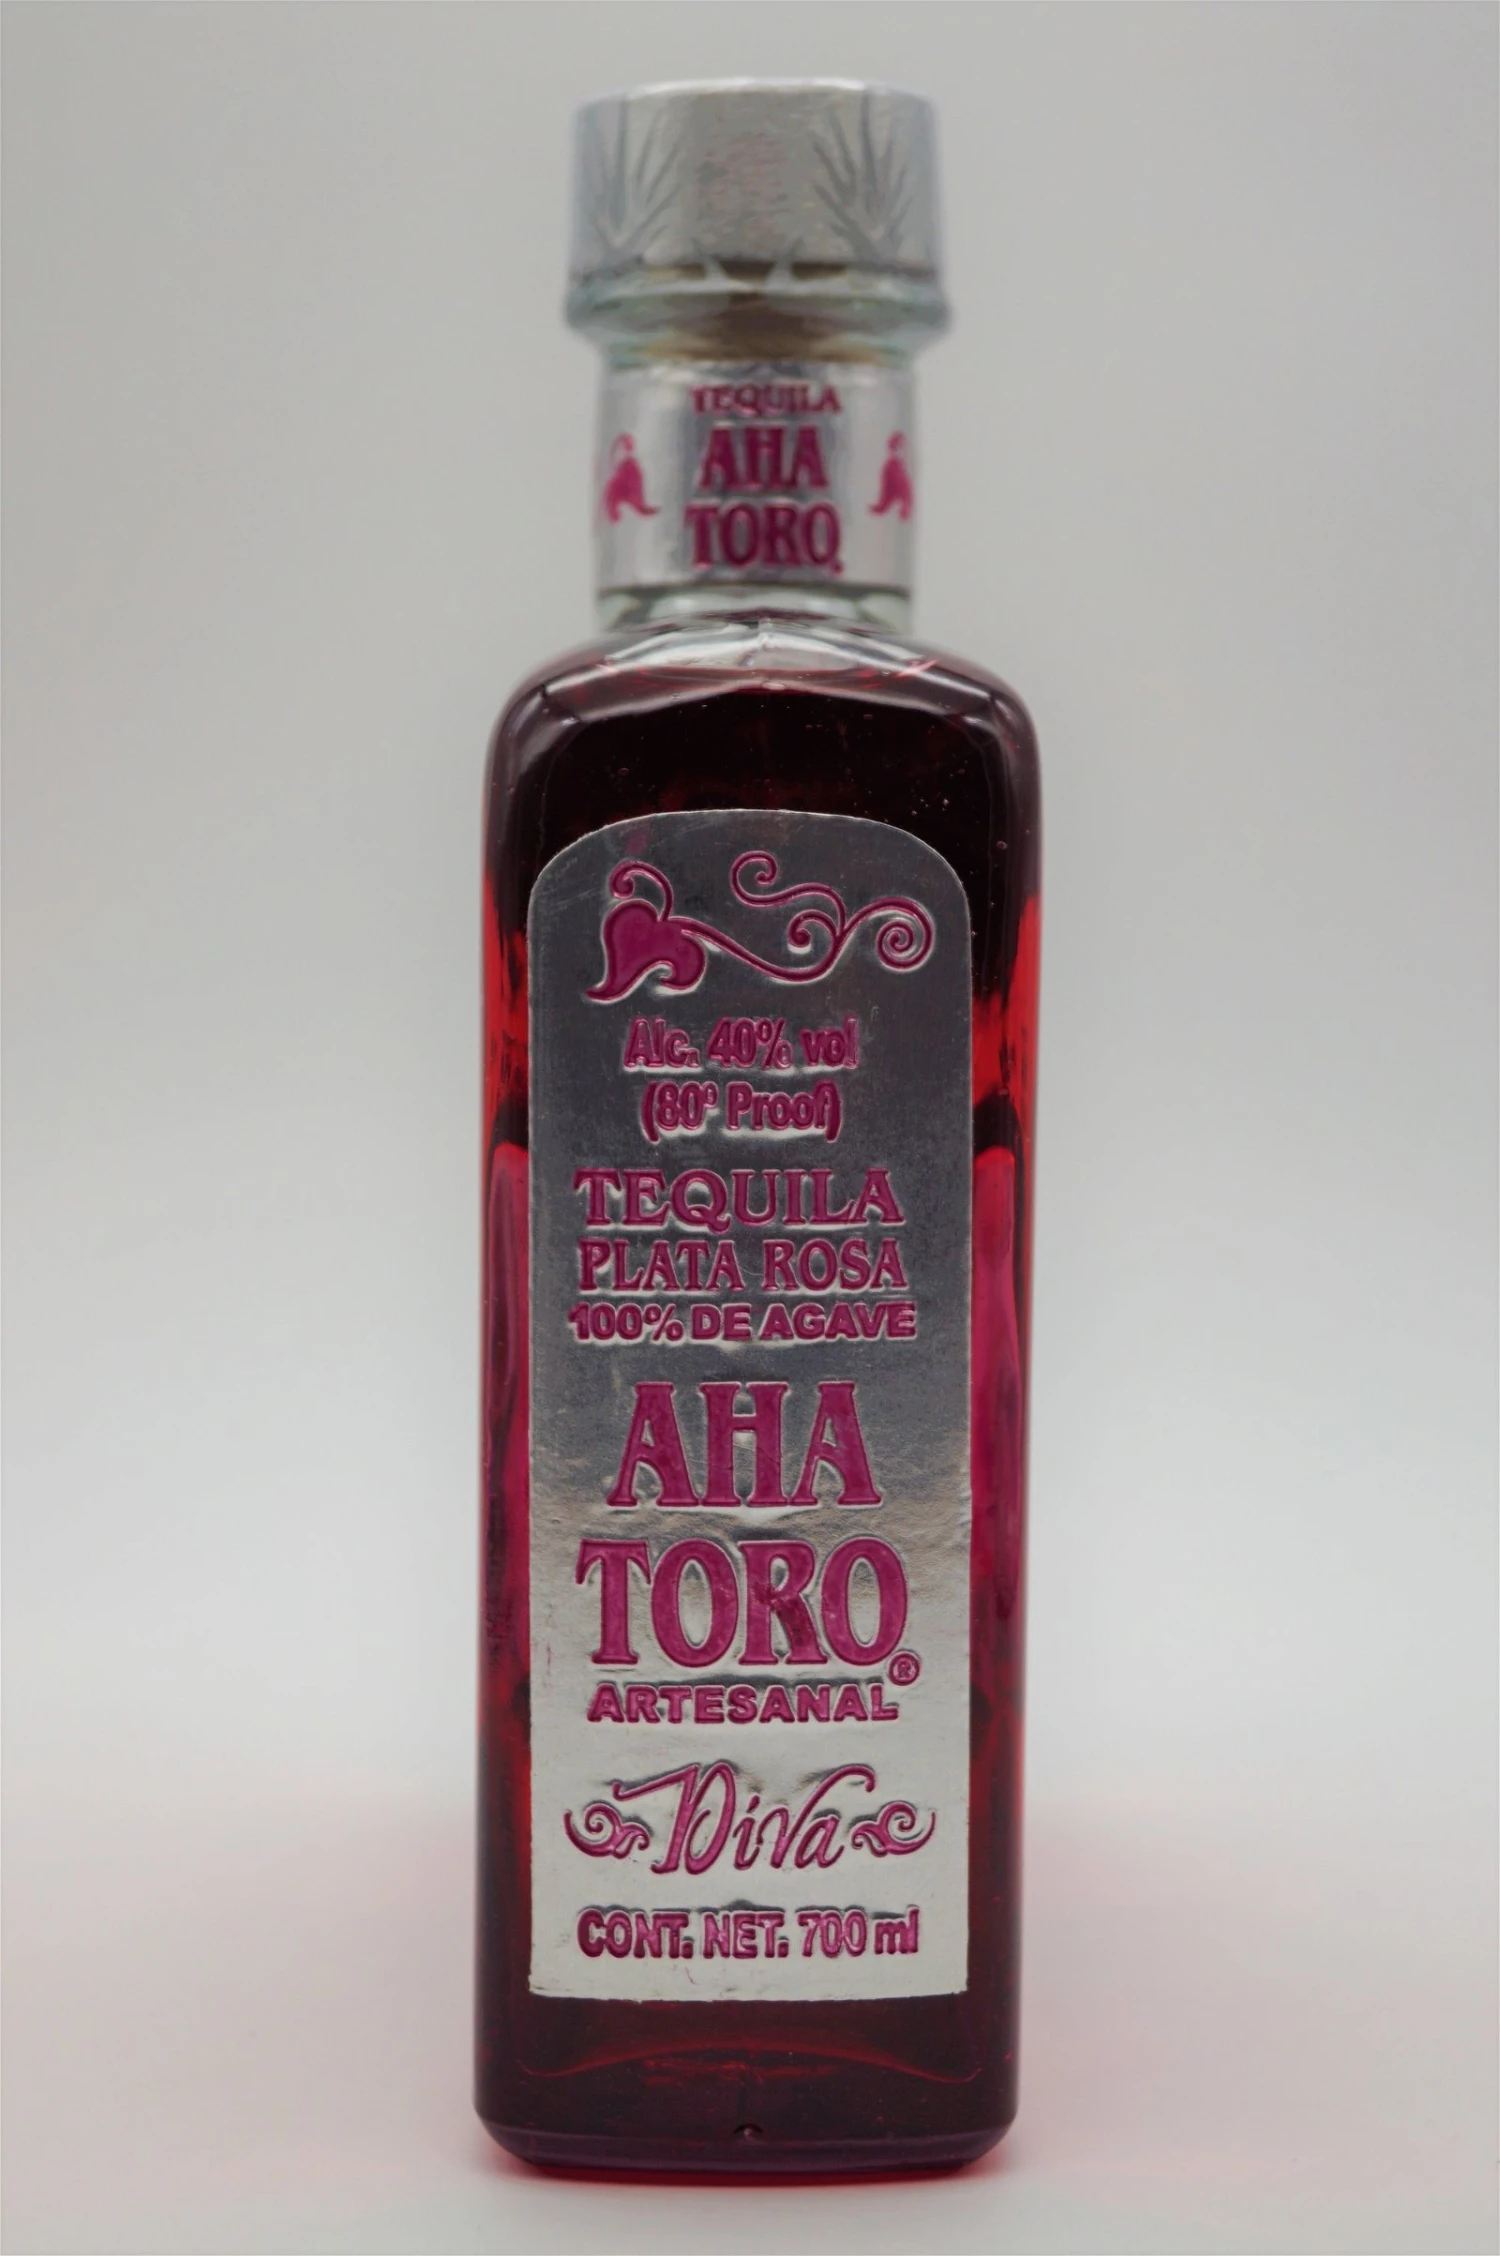 TEQUILA
AHA
TORO
Alc. 40% vol
(80º Proof)
TEQUILA
PLATA ROSA
100% DE AGAVE
AHA
TORO®
ARTESANAL
Diva
CONT. NET. 700 ml